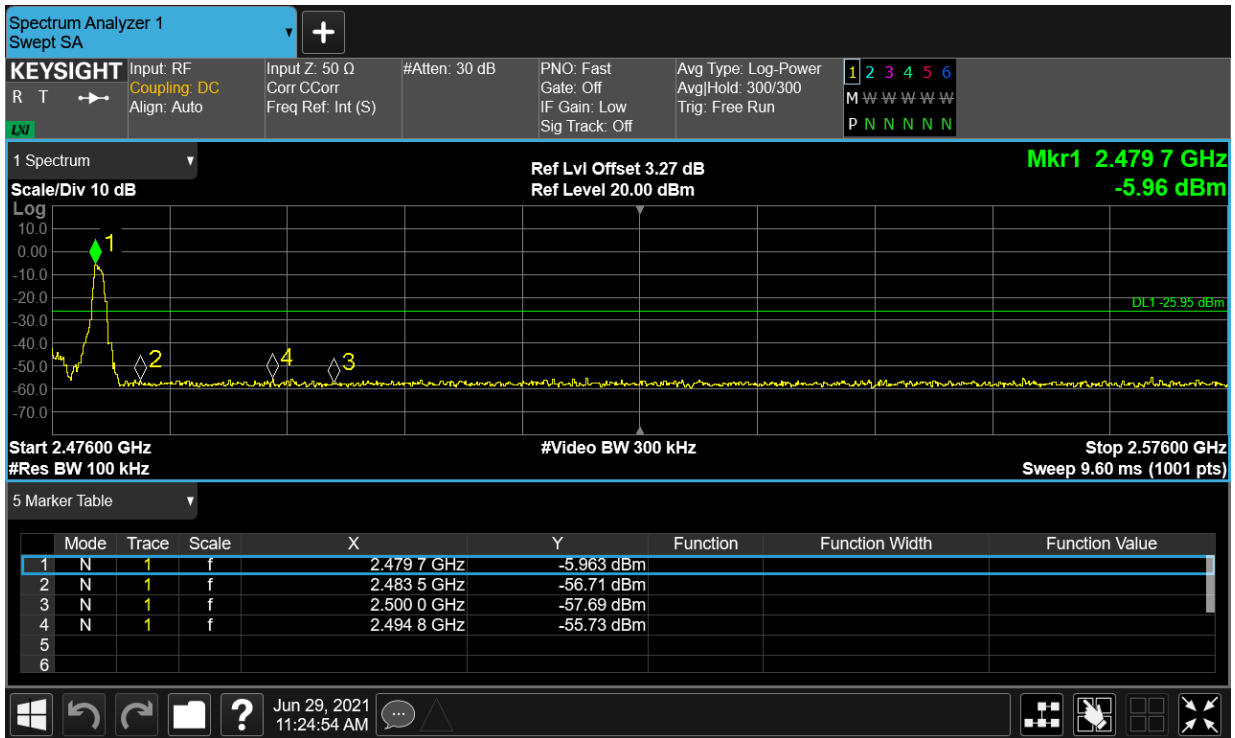 Spectrum Analyzer 1
Swept SA
KEYSIGHT
R T
LXI
Input: RF
Coupling: DC
Align: Auto
Input Z: 50 Ω
Corr CCorr
Freq Ref: Int (S)
#Atten: 30 dB
PNO: Fast
Gate: Off
IF Gain: Low
Sig Track: Off
Avg Type: Log-Power
Avg|Hold: 300/300
Trig: Free Run
1 2 3 4 5 6
M W W W W W
P N N N N N
1 Spectrum
Scale/Div 10 dB
Ref Lvl Offset 3.27 dB
Ref Level 20.00 dBm
Mkr1 2.479 7 GHz
-5.96 dBm
Log
10.0
0.00
-10.0
-20.0
-30.0
-40.0
-50.0
-60.0
-70.0
1
DL1 -25.95 dBm
2
4
3
Start 2.47600 GHz
#Res BW 100 kHz
#Video BW 300 kHz
Stop 2.57600 GHz
Sweep 9.60 ms (1001 pts)
5 Marker Table
Mode Trace Scale X Y Function Function Width Function Value
1 N 1 f 2.479 7 GHz -5.963 dBm
2 N 1 f 2.483 5 GHz -56.71 dBm
3 N 1 f 2.500 0 GHz -57.69 dBm
4 N 1 f 2.494 8 GHz -55.73 dBm
5
6
?
Jun 29, 2021
11:24:54 AM